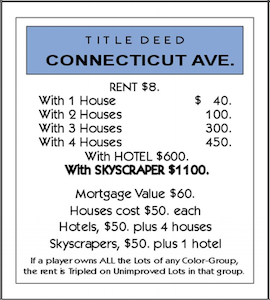 TITLE DEED
CONNECTICUT AVE.
RENT $8.
With 1 House $ 40.
With 2 Houses 100.
With 3 Houses 300.
With 4 Houses 450.
With HOTEL $600.
With SKYSCRAPER $1100.
Mortgage Value $60.
Houses cost $50. each
Hotels, $50. plus 4 houses
Skyscrapers, $50. plus 1 hotel
If a player owns ALL the Lots of any Color-Group,
the rent is Tripled on Unimproved Lots in that group.